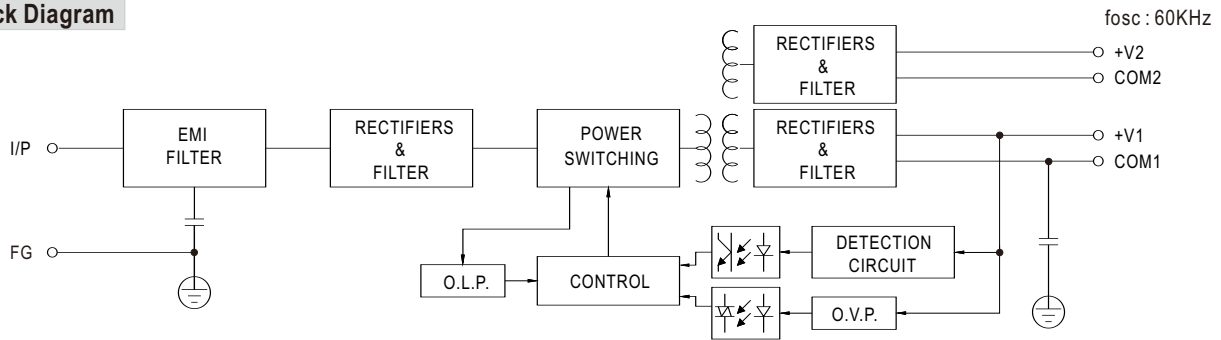 ck Diagram
fosc : 60KHz
RECTIFIERS
&
FILTER
+V2
COM2
I/P
EMI
FILTER
RECTIFIERS
&
FILTER
POWER
SWITCHING
RECTIFIERS
&
FILTER
+V1
COM1
FG
O.L.P.
CONTROL
DETECTION
CIRCUIT
O.V.P.